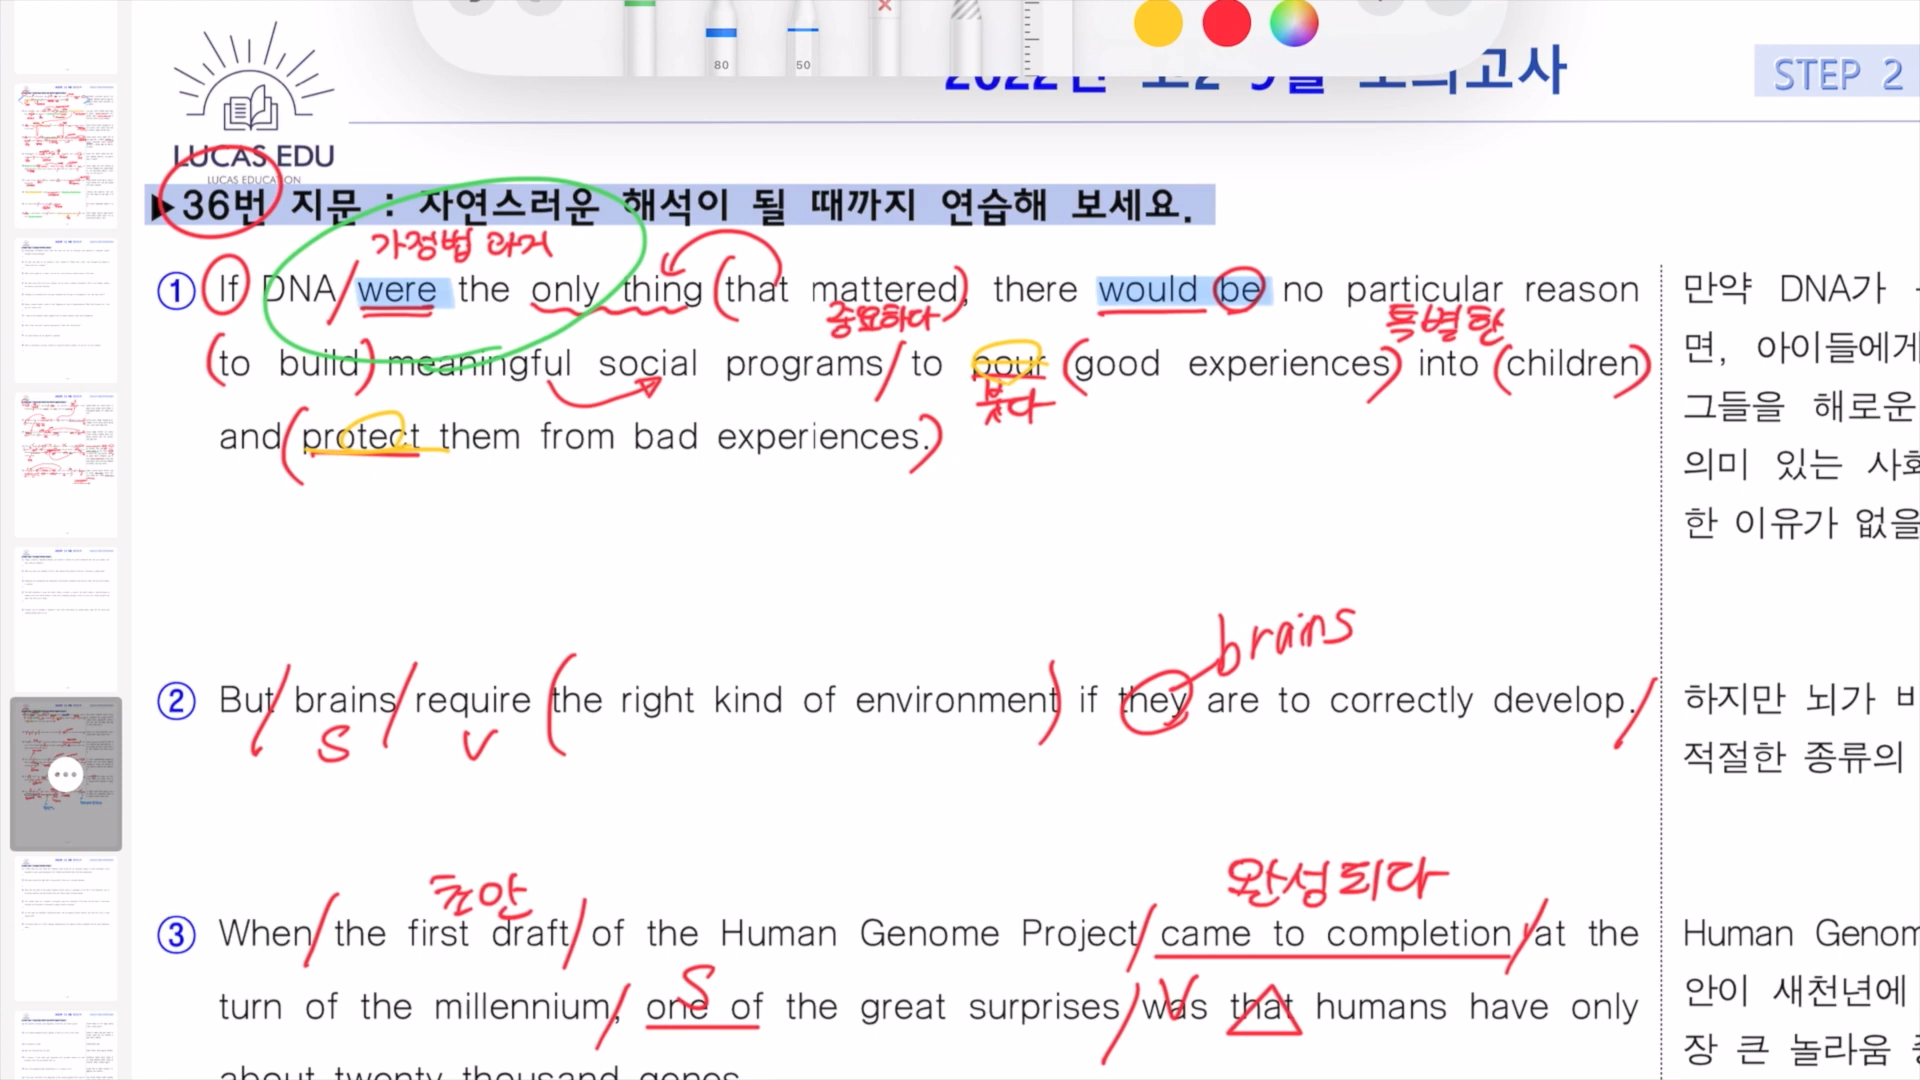 80 50
2022년 고2 9월 모의고사
STEP 2
LUCAS EDU
LUCAS EDUCATION
▶36번 지문 : 자연스러운 해석이 될 때까지 연습해 보세요.
가정법 과거
① If DNA were the only thing that mattered, there would be no particular reason
중요하다 특별한
to build meaningful social programs to pour good experiences into children
붓다
and protect them from bad experiences.
만약 DNA가
면, 아이들에게
그들을 해로운
의미 있는 사회
한 이유가 없을
brains
② But brains require the right kind of environment if they are to correctly develop.
S V
하지만 뇌가
적절한 종류의
초안 완성되다
③ When the first draft of the Human Genome Project came to completion at the
S V
turn of the millennium, one of the great surprises was that humans have only
about twenty thousand genes.
Human Genom
안이 새천년에
장 큰 놀라움